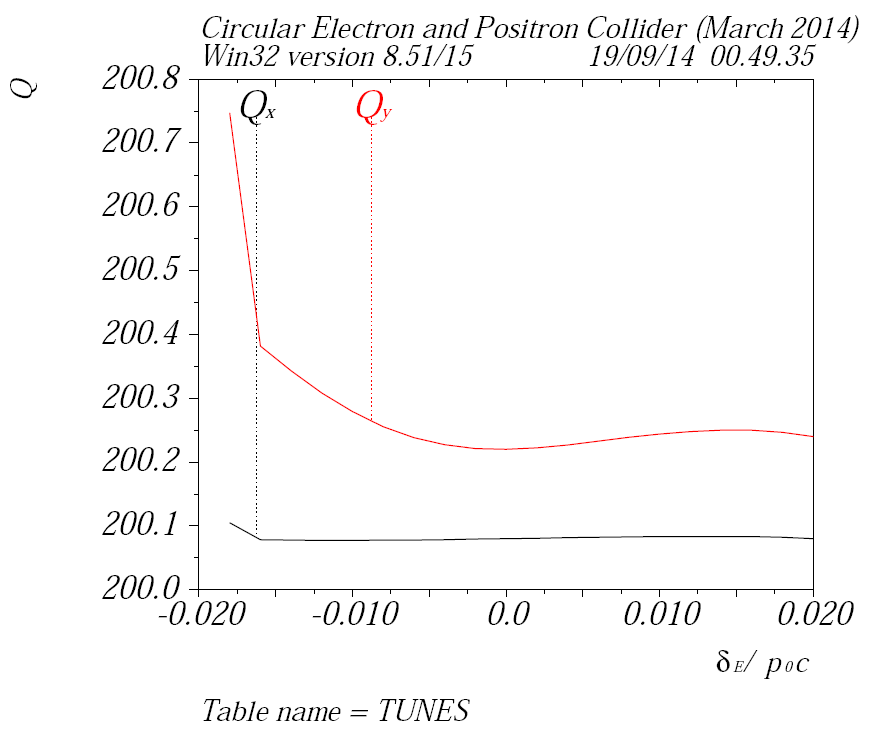 Circular Electron and Positron Collider (March 2014)
Win32 version 8.51/15 19/09/14 00.49.35
Q
200.8
Qx Qy
200.7
200.6
200.5
200.4
200.3
200.2
200.1
200.0
-0.020 -0.010 0.0 0.010 0.020
δE/ p0c
Table name = TUNES